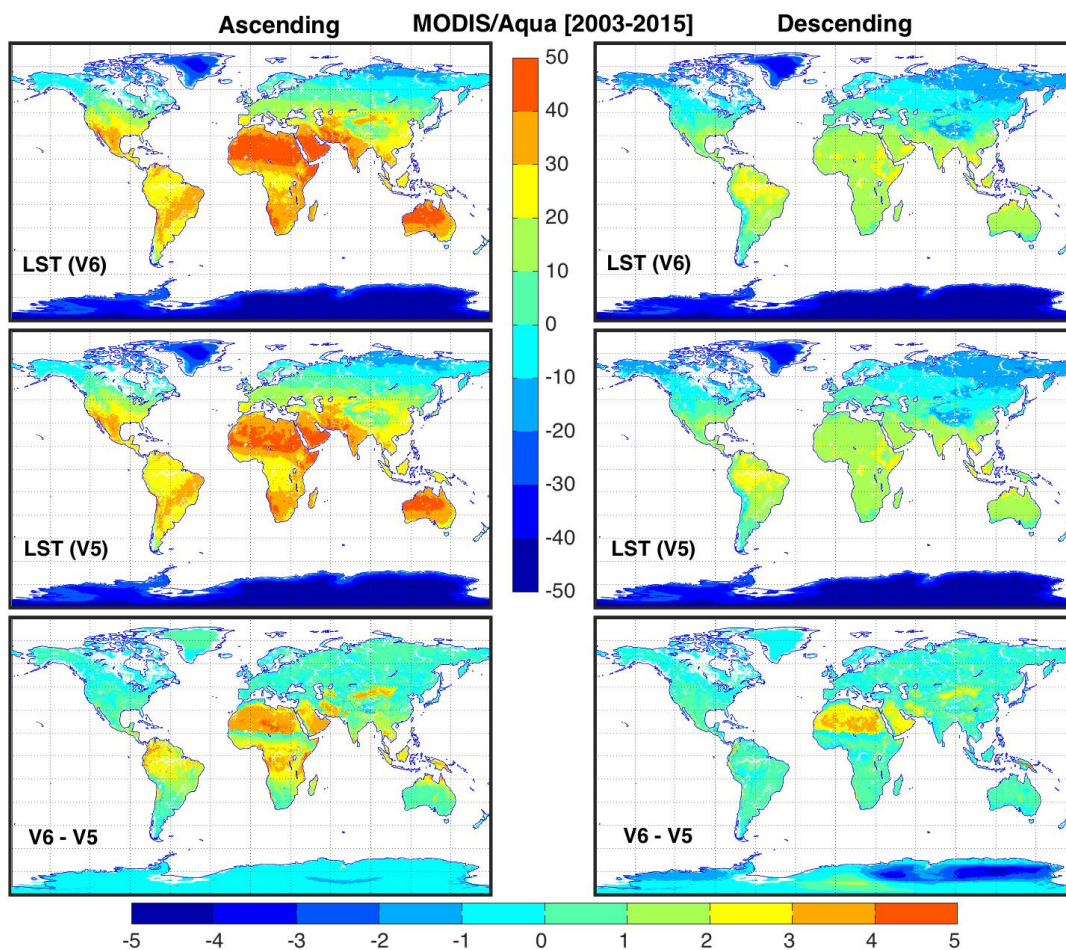 Ascending MODIS/Aqua [2003-2015] Descending
50
40
30
20
10
0
-10
-20
-30
-40
-50
LST (V6)
LST (V6)
LST (V5)
LST (V5)
V6 - V5
V6 - V5
-5 -4 -3 -2 -1 0 1 2 3 4 5